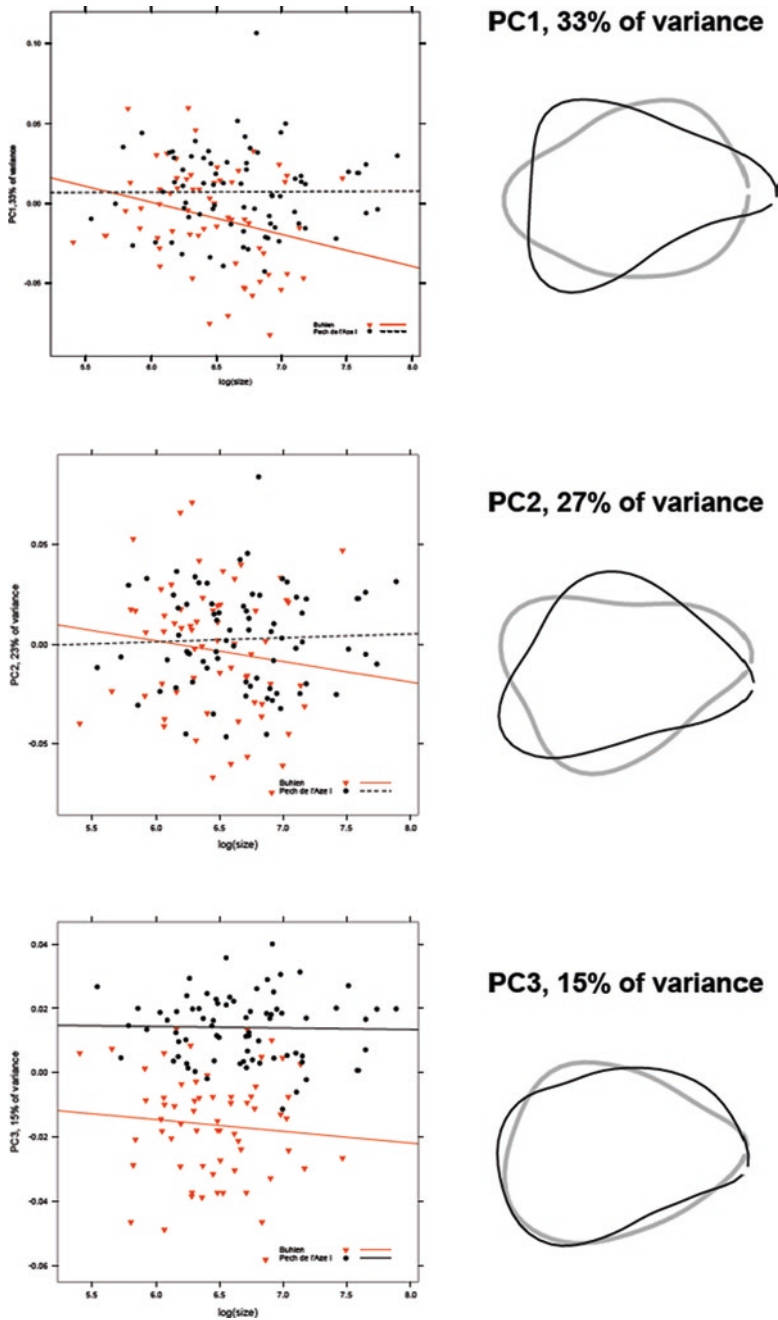 PC1, 33% of variance
0.10
0.05
0.00
-0.05
PC1,33% of variance
Buhlen
Pech de l'Aze I
5.5 6.0 6.5 7.0 7.5 8.0
log(size)
PC2, 27% of variance
0.05
0.00
-0.05
PC2, 23% of variance
Buhlen
Pech de l'Aze I
5.5 6.0 6.5 7.0 7.5 8.0
log(size)
PC3, 15% of variance
0.04
0.02
0.00
-0.02
-0.04
-0.06
PC3, 15% of variance
Buhlen
Pech de l'Aze I
5.5 6.0 6.5 7.0 7.5 8.0
log(size)